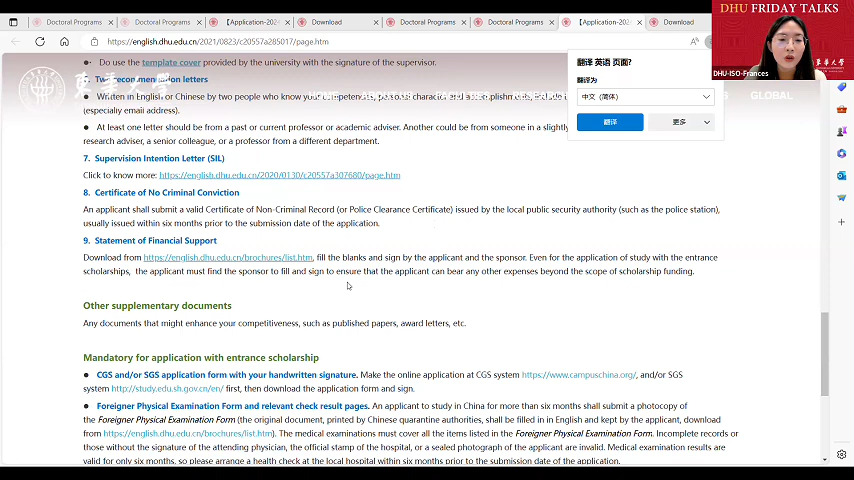 DHU FRIDAY TALKS
Doctoral Programs
Doctoral Programs
【Application-2024
Download
Doctoral Programs
Doctoral Programs
【Application-2024
Download
https://english.dhu.edu.cn/2021/0823/c20557a285017/page.htm
DHU-ISO-Frances
翻译 英语 页面?
翻译为
中文 (简体)
翻译
更多
東華大學
GLOBAL
● Do use the template cover provided by the university with the signature of the supervisor.
Two recommendation letters
● Written in English or Chinese by two people who know your
(especially email address).
● At least one letter should be from a past or current professor or academic adviser. Another could be from someone in a slightly
research adviser, a senior colleague, or a professor from a different department.
7. Supervision Intention Letter (SIL)
Click to know more: https://english.dhu.edu.cn/2020/0130/c20557a307680/page.htm
8. Certificate of No Criminal Conviction
An applicant shall submit a valid Certificate of Non-Criminal Record (or Police Clearance Certificate) issued by the local public security authority (such as the police station),
usually issued within six months prior to the submission date of the application.
9. Statement of Financial Support
Download from https://english.dhu.edu.cn/brochures/list.htm, fill the blanks and sign by the applicant and the sponsor. Even for the application of study with the entrance
scholarships, the applicant must find the sponsor to fill and sign to ensure that the applicant can bear any other expenses beyond the scope of scholarship funding.
Other supplementary documents
Any documents that might enhance your competitiveness, such as published papers, award letters, etc.
Mandatory for application with entrance scholarship
● CGS and/or SGS application form with your handwritten signature. Make the online application at CGS system https://www.campuschina.org/, and/or SGS
system http://study.edu.sh.gov.cn/en/ first, then download the application form and sign.
● Foreigner Physical Examination Form and relevant check result pages. An applicant to study in China for more than six months shall submit a photocopy of
the Foreigner Physical Examination Form (the original document, printed by Chinese quarantine authorities, shall be filled in English and kept by the applicant, download
from https://english.dhu.edu.cn/brochures/list.htm). The medical examinations must cover all the items listed in the Foreigner Physical Examination Form. Incomplete records or
those without the signature of the attending physician, the official stamp of the hospital, or a sealed photograph of the applicant are invalid. Medical examination results are
valid for only six months, so please arrange a health check at the local hospital within six months prior to the submission date of the application.